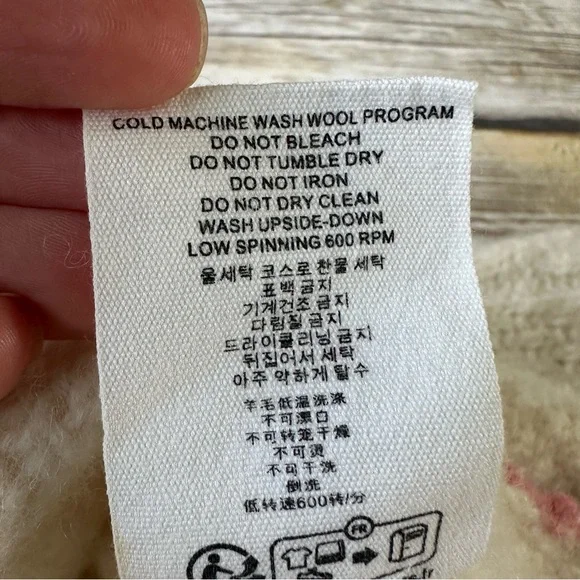 COLD MACHINE WASH WOOL PROGRAM
DO NOT BLEACH
DO NOT TUMBLE DRY
DO NOT IRON
DO NOT DRY CLEAN
WASH UPSIDE-DOWN
LOW SPINNING 600 RPM
울세탁 코스로 찬물 세탁
표백 금지
기계건조 금지
다림질 금지
드라이클리닝 금지
뒤집어서 세탁
아주 약하게 탈수
羊毛低温洗涤
不可漂白
不可转笼干燥
不可烫
不可干洗
倒洗
低转速600转/分
FR